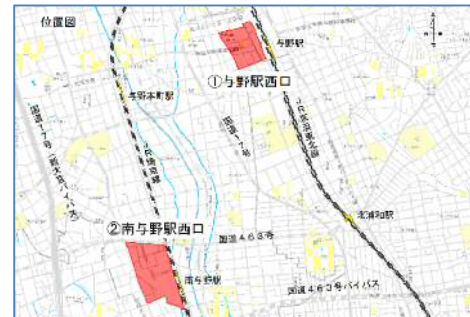 位置図
与野駅
①与野駅西口
与野本町駅
国道17号(新大宮バイパス)
国道17号
JR京浜東北線
JR埼京線
北浦和駅
②南与野駅西口
国道463号
南与野駅
国道463号バイパス